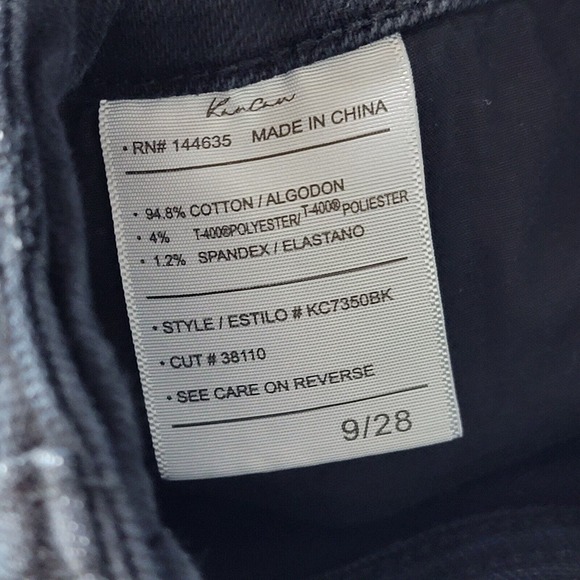 KanCan
• RN# 144635 MADE IN CHINA
• 94.8% COTTON / ALGODON
• 4% T-400®POLYESTER/T-400®POLIESTER
• 1.2% SPANDEX / ELASTANO
• STYLE / ESTILO # KC7350BK
• CUT # 38110
• SEE CARE ON REVERSE
9/28